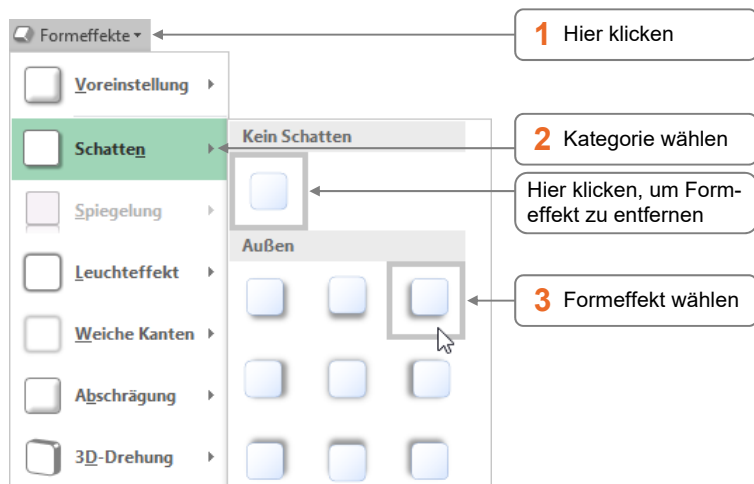 Formeffekte
1 Hier klicken
Voreinstellung
Schatten
Kein Schatten
2 Kategorie wählen
Hier klicken, um Form-
effekt zu entfernen
Spiegelung
Außen
Leuchteffekt
3 Formeffekt wählen
Weiche Kanten
Abschrägung
3D-Drehung